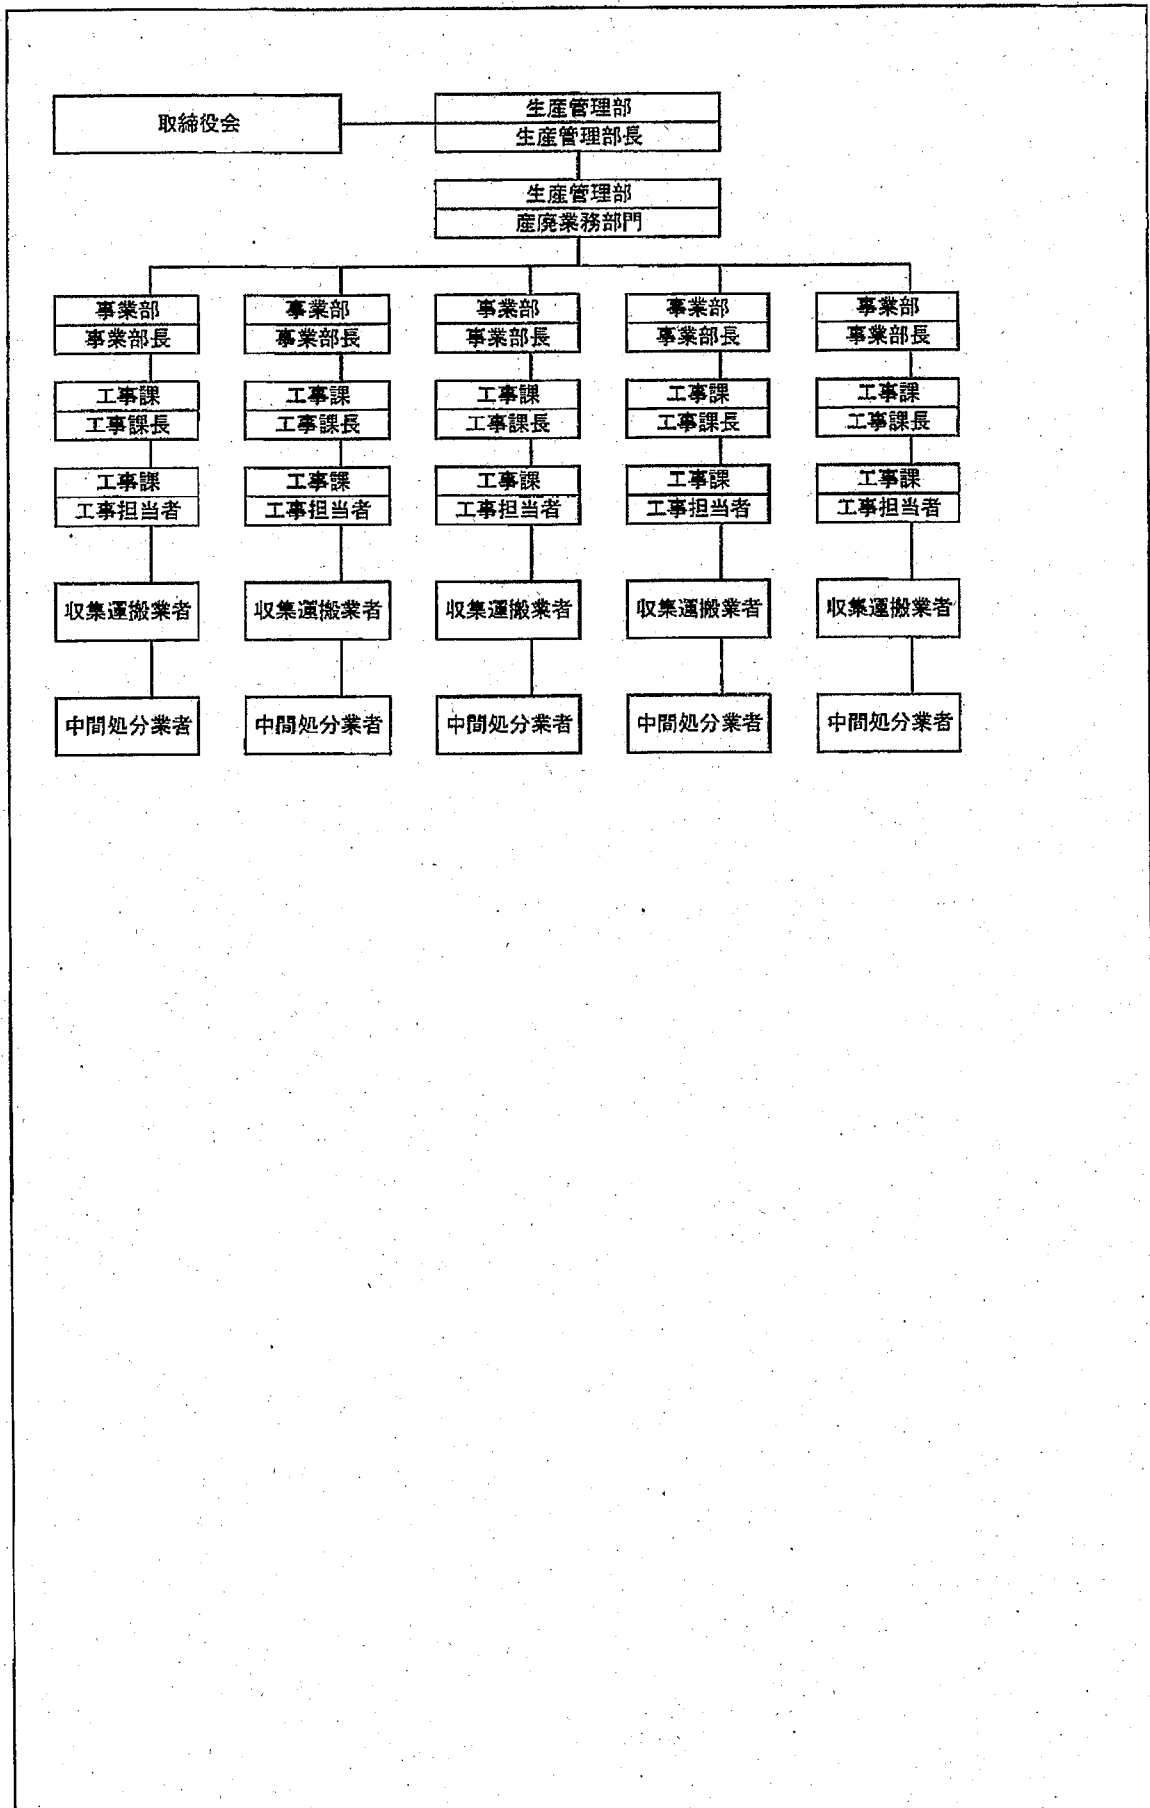 取締役会
生産管理部
生産管理部長
生産管理部
産廃業務部門
事業部 事業部 事業部 事業部 事業部
事業部長 事業部長 事業部長 事業部長 事業部長
工事課 工事課 工事課 工事課 工事課
工事課長 工事課長 工事課長 工事課長 工事課長
工事課 工事課 工事課 工事課 工事課
工事担当者 工事担当者 工事担当者 工事担当者 工事担当者
収集運搬業者 収集運搬業者 収集運搬業者 収集運搬業者 収集運搬業者
中間処分業者 中間処分業者 中間処分業者 中間処分業者 中間処分業者